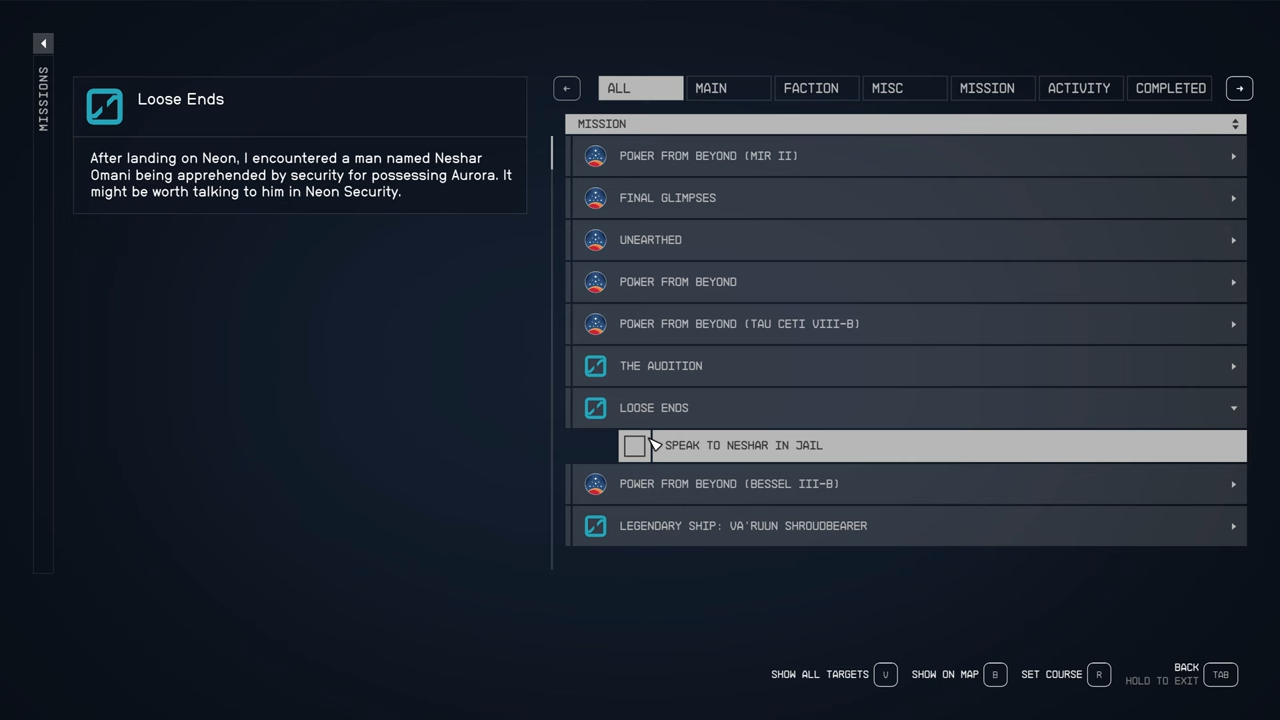 MISSIONS
Loose Ends
After landing on Neon, I encountered a man named Neshar
Omani being apprehended by security for possessing Aurora. It
might be worth talking to him in Neon Security.
ALL
MAIN
FACTION
MISC
MISSION
ACTIVITY
COMPLETED
MISSION
POWER FROM BEYOND (MIR II)
FINAL GLIMPSES
UNEARTHED
POWER FROM BEYOND
POWER FROM BEYOND (TAU CETI VIII-B)
THE AUDITION
LOOSE ENDS
SPEAK TO NESHAR IN JAIL
POWER FROM BEYOND (BESSEL III-B)
LEGENDARY SHIP: VA'RUUN SHROUDBEARER
SHOW ALL TARGETS V
SHOW ON MAP B
SET COURSE R
BACK
HOLD TO EXIT TAB